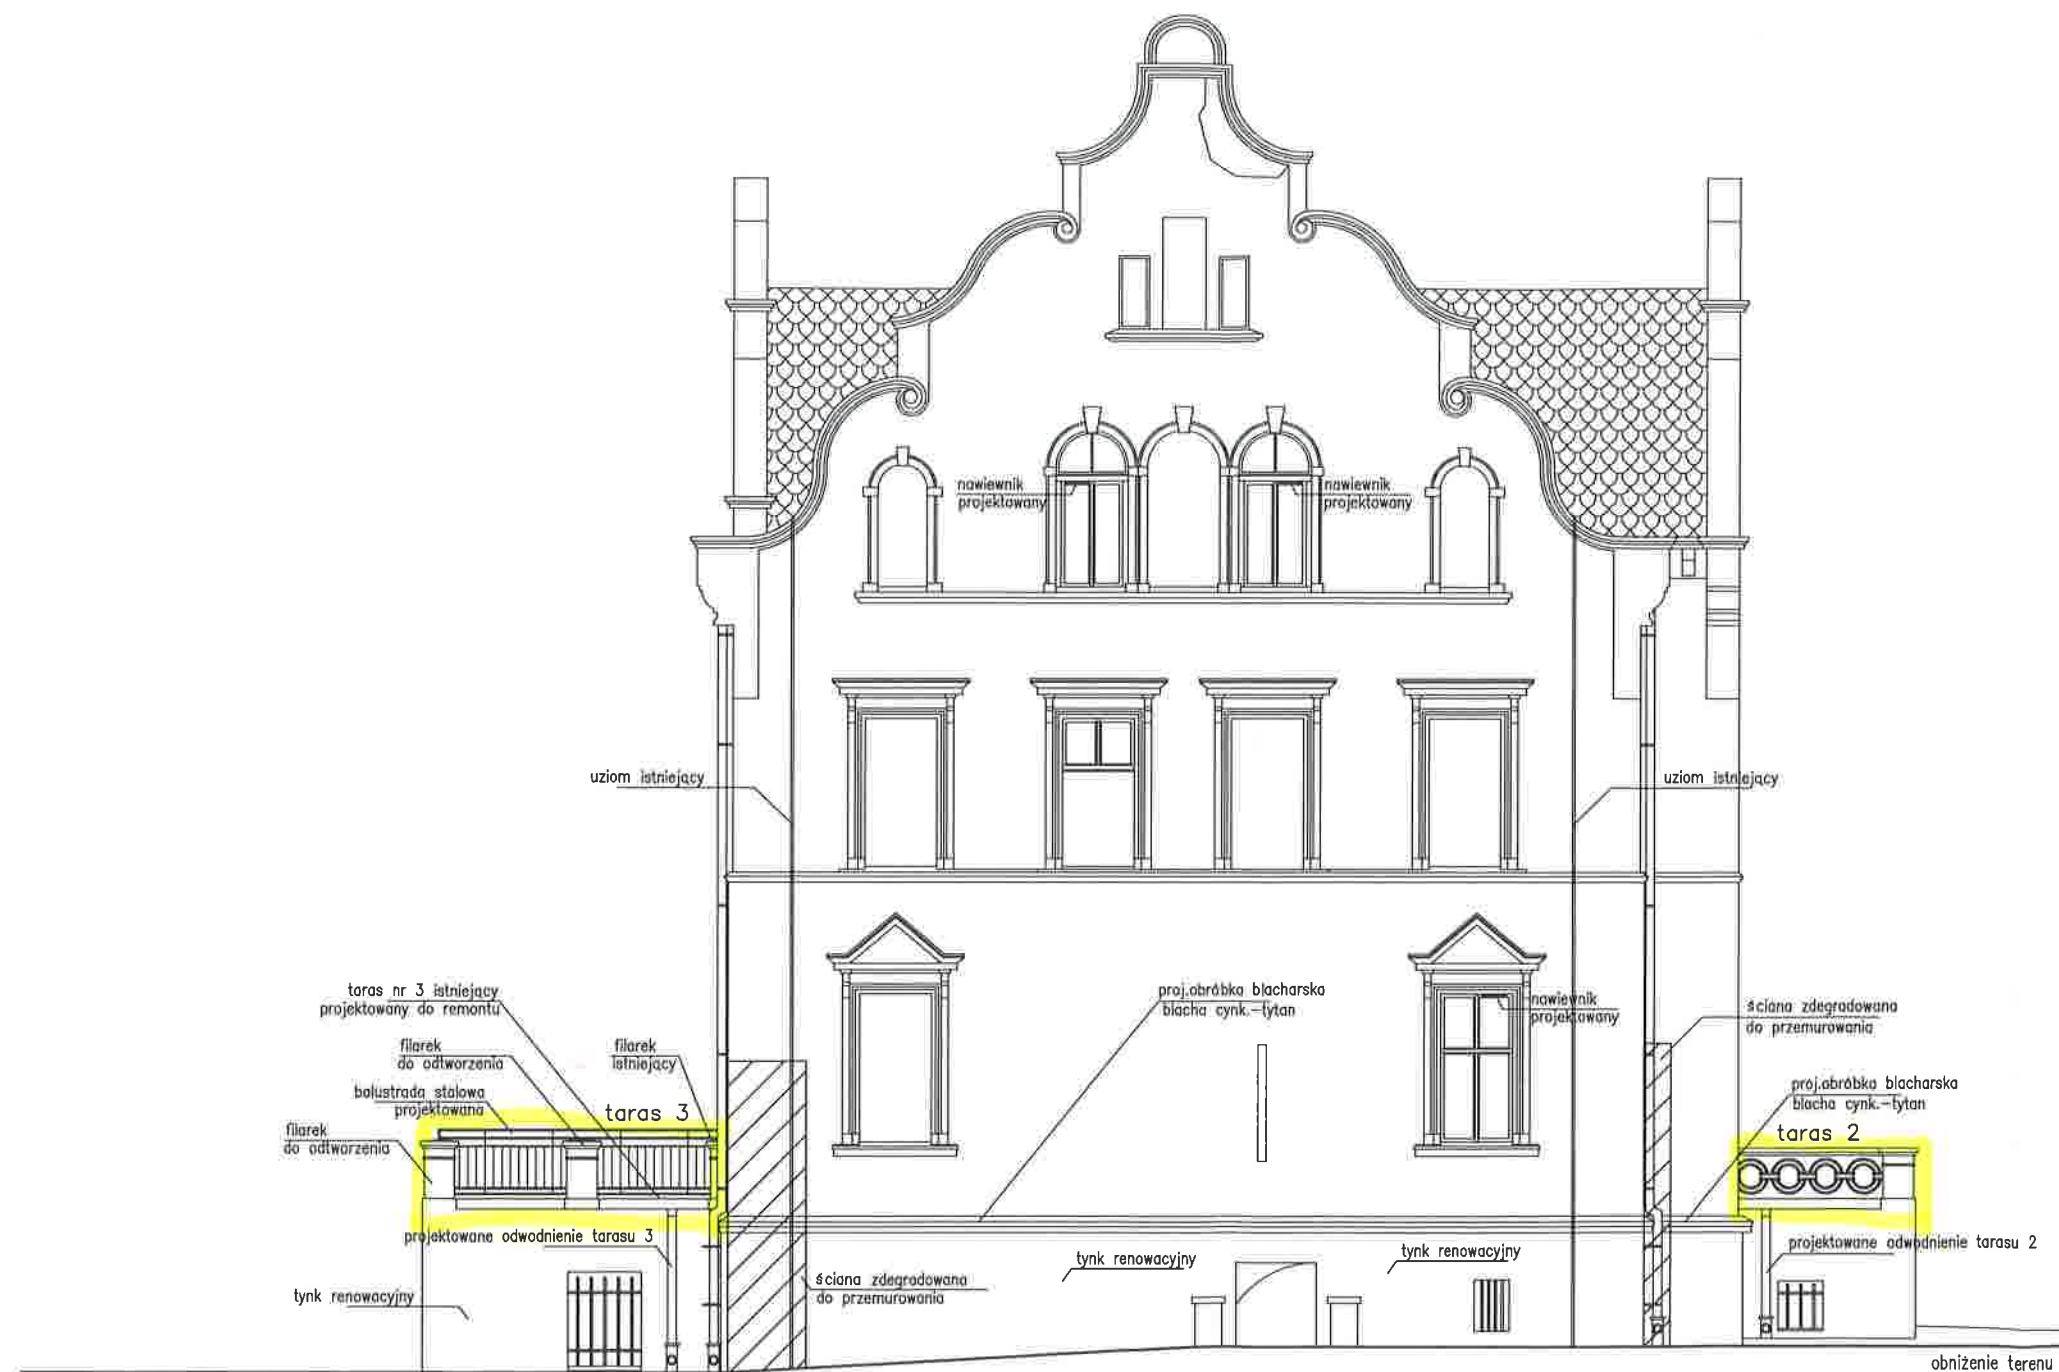 nawiewnik
projektowany
nawiewnik
projektowany
uziom istniejący
uziom istniejący
taras nr 3 istniejący
projektowany do remontu
proj.obróbka blacharska
blacha cynk.-tytan
nawiewnik
projektowany
ściana zdegradowana
do przemurowania
filarek
do odtworzenia
filarek
istniejący
balustrada stalowa
projektowana
taras 3
proj.obróbka blacharska
blacha cynk.-tytan
filarek
do odtworzenia
taras 2
projektowane odwodnienie tarasu 3
tynk renowacyjny
tynk renowacyjny
projektowane odwodnienie tarasu 2
ściana zdegradowana
do przemurowania
tynk renowacyjny
obniżenie terenu